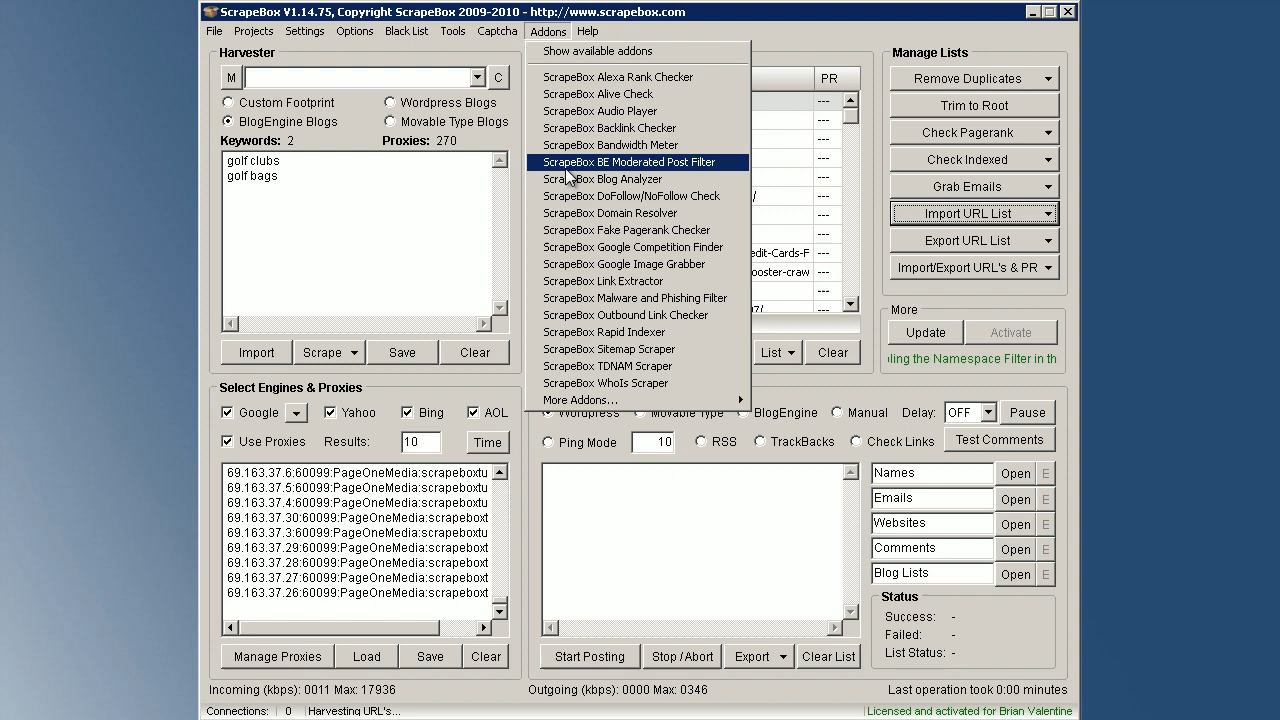 ScrapeBox V1.14.75, Copyright ScrapeBox 2009-2010 - http://www.scrapebox.com
File Projects Settings Options Black List Tools Captcha Addons Help
Harvester
M C
Custom Footprint Wordpress Blogs
BlogEngine Blogs Movable Type Blogs
Keywords: 2 Proxies: 270
golf clubs
golf bags
Import Scrape Save Clear
Show available addons
ScrapeBox Alexa Rank Checker
ScrapeBox Alive Check
ScrapeBox Audio Player
ScrapeBox Backlink Checker
ScrapeBox Bandwidth Meter
ScrapeBox BE Moderated Post Filter
ScrapeBox Blog Analyzer
ScrapeBox DoFollow/NoFollow Check
ScrapeBox Domain Resolver
ScrapeBox Fake Pagerank Checker
ScrapeBox Google Competition Finder
ScrapeBox Google Image Grabber
ScrapeBox Link Extractor
ScrapeBox Malware and Phishing Filter
ScrapeBox Outbound Link Checker
ScrapeBox Rapid Indexer
ScrapeBox Sitemap Scraper
ScrapeBox TDNAM Scraper
ScrapeBox WhoIs Scraper
More Addons...
PR
---
---
---
---
---
/ ---
---
---
edit-Cards-F ---
ooster-craw ---
---
07/ ---
List Clear
Manage Lists
Remove Duplicates
Trim to Root
Check Pagerank
Check Indexed
Grab Emails
Import URL List
Export URL List
Import/Export URL's & PR
More
Update Activate
ling the Namespace Filter in th
Select Engines & Proxies
Google Yahoo Bing AOL
Use Proxies Results: 10 Time
69.163.37.6:60099:PageOneMedia:scrapeboxtu
69.163.37.5:60099:PageOneMedia:scrapeboxtu
69.163.37.4:60099:PageOneMedia:scrapeboxtu
69.163.37.30:60099:PageOneMedia:scrapeboxt
69.163.37.3:60099:PageOneMedia:scrapeboxtu
69.163.37.29:60099:PageOneMedia:scrapeboxt
69.163.37.28:60099:PageOneMedia:scrapeboxt
69.163.37.27:60099:PageOneMedia:scrapeboxt
69.163.37.26:60099:PageOneMedia:scrapeboxt
Manage Proxies Load Save Clear
Wordpress Movable Type BlogEngine Manual Delay: OFF Pause
Ping Mode 10 RSS TrackBacks Check Links Test Comments
Names Open E
Emails Open E
Websites Open E
Comments Open E
Blog Lists Open E
Status
Success: -
Failed: -
List Status: -
Start Posting Stop / Abort Export Clear List
Incoming (kbps): 0011 Max: 17936 Outgoing (kbps): 0000 Max: 0346 Last operation took 0:00 minutes
Connections: 0 Harvesting URL's... Licensed and activated for Brian Valentine